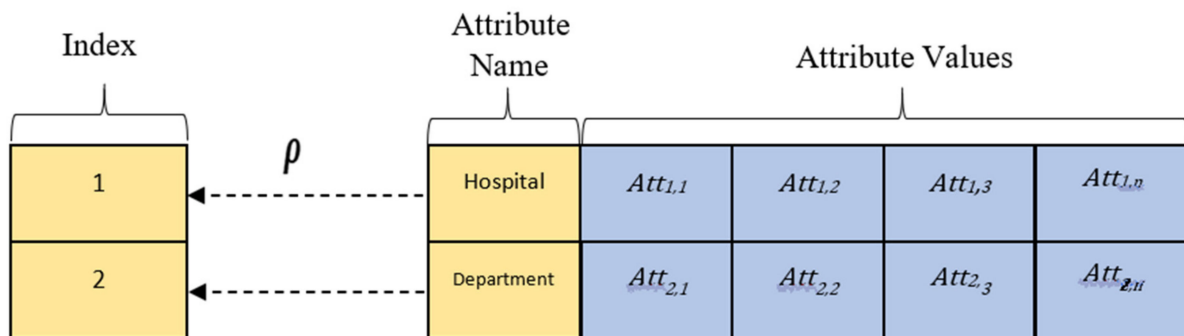 Index
Attribute
Name
Attribute Values
ρ
1
Hospital
Att1,1
Att1,2
Att1,3
Att1,n
2
Department
Att2,1
Att2,2
Att2,3